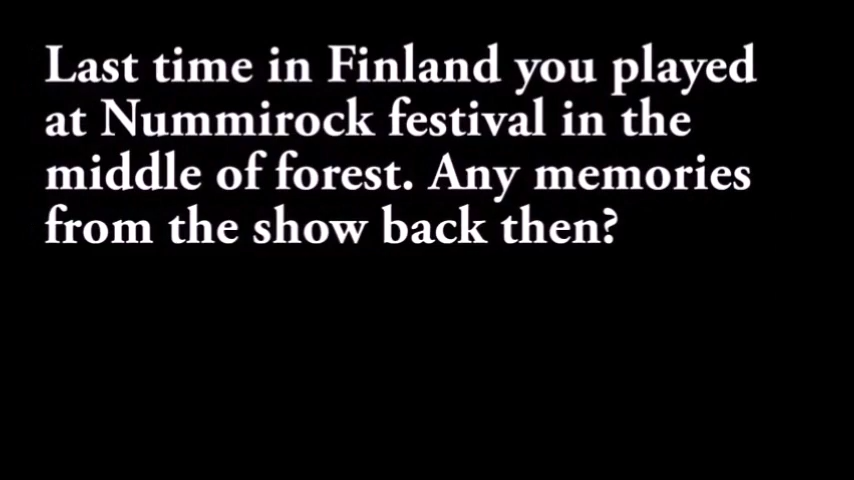 Last time in Finland you played
at Nummirock festival in the
middle of forest. Any memories
from the show back then?